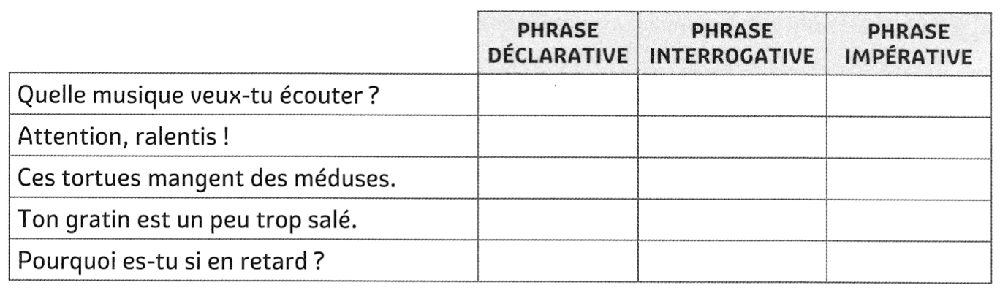 PHRASE PHRASE PHRASE
DÉCLARATIVE INTERROGATIVE IMPÉRATIVE
Quelle musique veux-tu écouter ?
Attention, ralentis !
Ces tortues mangent des méduses.
Ton gratin est un peu trop salé.
Pourquoi es-tu si en retard ?